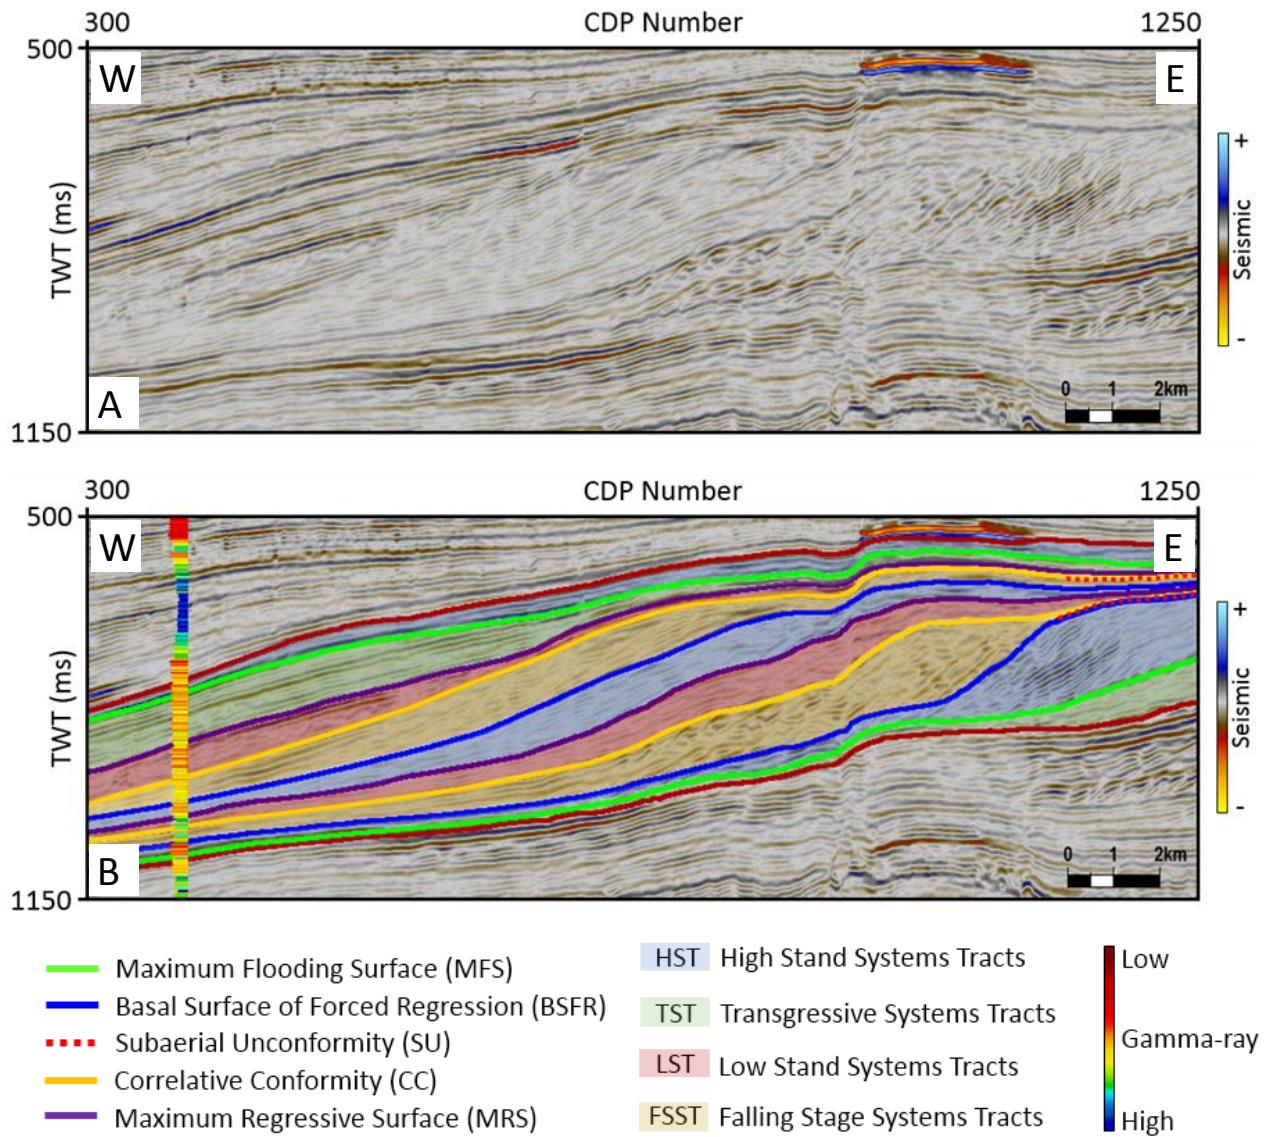 300 CDP Number 1250
500
W E
TWT (ms)
+
Seismic
-
A
0 1 2km
1150
300 CDP Number 1250
500
W E
TWT (ms)
+
Seismic
-
B
0 1 2km
1150
Maximum Flooding Surface (MFS)
Basal Surface of Forced Regression (BSFR)
Subaerial Unconformity (SU)
Correlative Conformity (CC)
Maximum Regressive Surface (MRS)
HST High Stand Systems Tracts
TST Transgressive Systems Tracts
LST Low Stand Systems Tracts
FSST Falling Stage Systems Tracts
Low
Gamma-ray
High